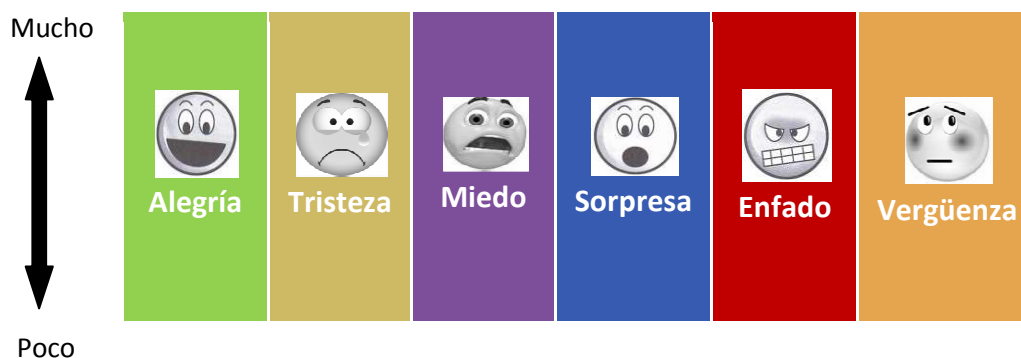 Mucho
Alegría
Tristeza
Miedo
Sorpresa
Enfado
Vergüenza
Poco